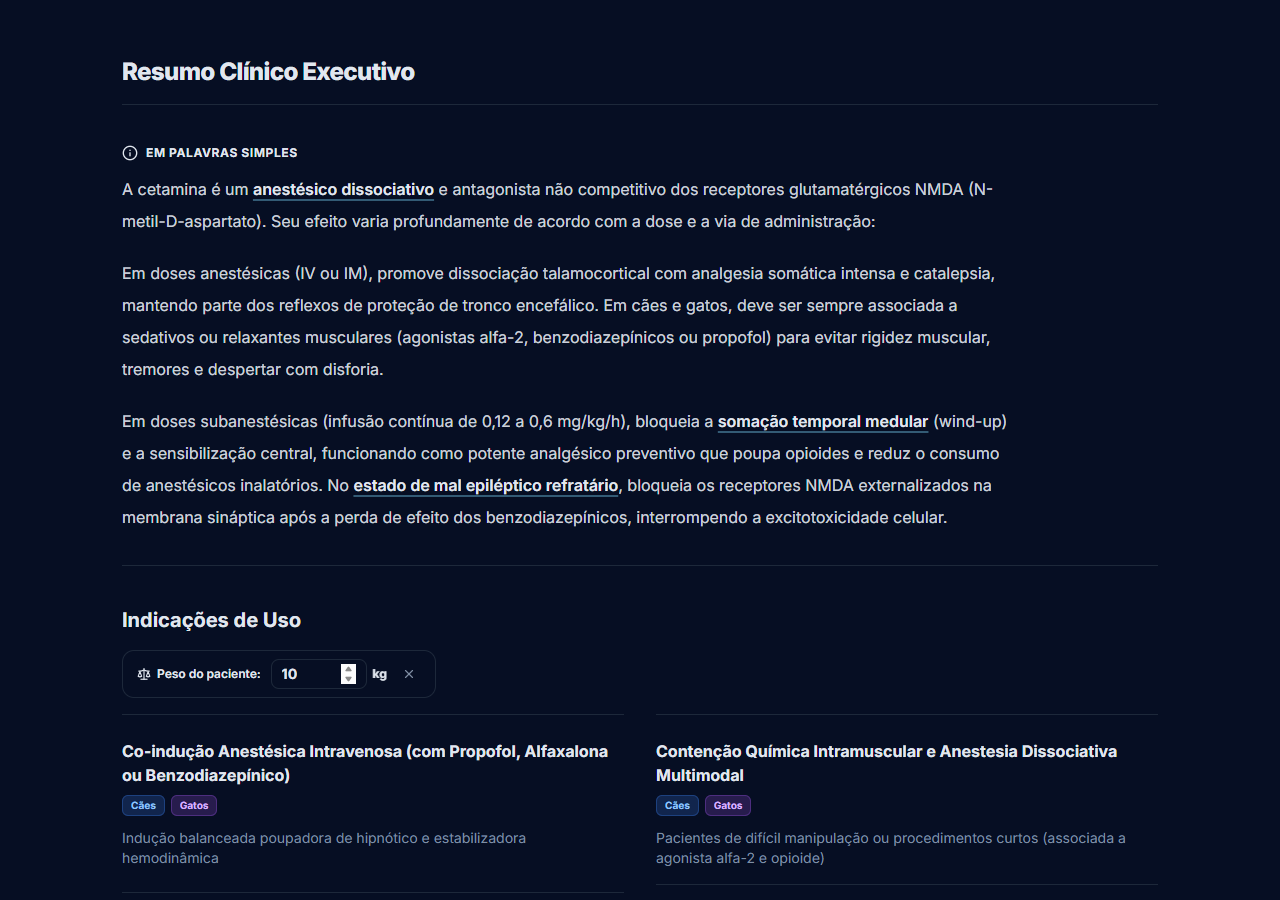 Resumo Clínico Executivo
EM PALAVRAS SIMPLES
A cetamina é um anestésico dissociativo e antagonista não competitivo dos receptores glutamatérgicos NMDA (N-
metil-D-aspartato). Seu efeito varia profundamente de acordo com a dose e a via de administração:
Em doses anestésicas (IV ou IM), promove dissociação talamocortical com analgesia somática intensa e catalepsia,
mantendo parte dos reflexos de proteção de tronco encefálico. Em cães e gatos, deve ser sempre associada a
sedativos ou relaxantes musculares (agonistas alfa-2, benzodiazepínicos ou propofol) para evitar rigidez muscular,
tremores e despertar com disforia.
Em doses subanestésicas (infusão contínua de 0,12 a 0,6 mg/kg/h), bloqueia a somação temporal medular (wind-up)
e a sensibilização central, funcionando como potente analgésico preventivo que poupa opioides e reduz o consumo
de anestésicos inalatórios. No estado de mal epiléptico refratário, bloqueia os receptores NMDA externalizados na
membrana sináptica após a perda de efeito dos benzodiazepínicos, interrompendo a excitotoxicidade celular.
Indicações de Uso
Peso do paciente: 10 kg
Co-indução Anestésica Intravenosa (com Propofol, Alfaxalona
ou Benzodiazepínico)
Cães Gatos
Indução balanceada poupadora de hipnótico e estabilizadora
hemodinâmica
Contenção Química Intramuscular e Anestesia Dissociativa
Multimodal
Cães Gatos
Pacientes de difícil manipulação ou procedimentos curtos (associada a
agonista alfa-2 e opioide)